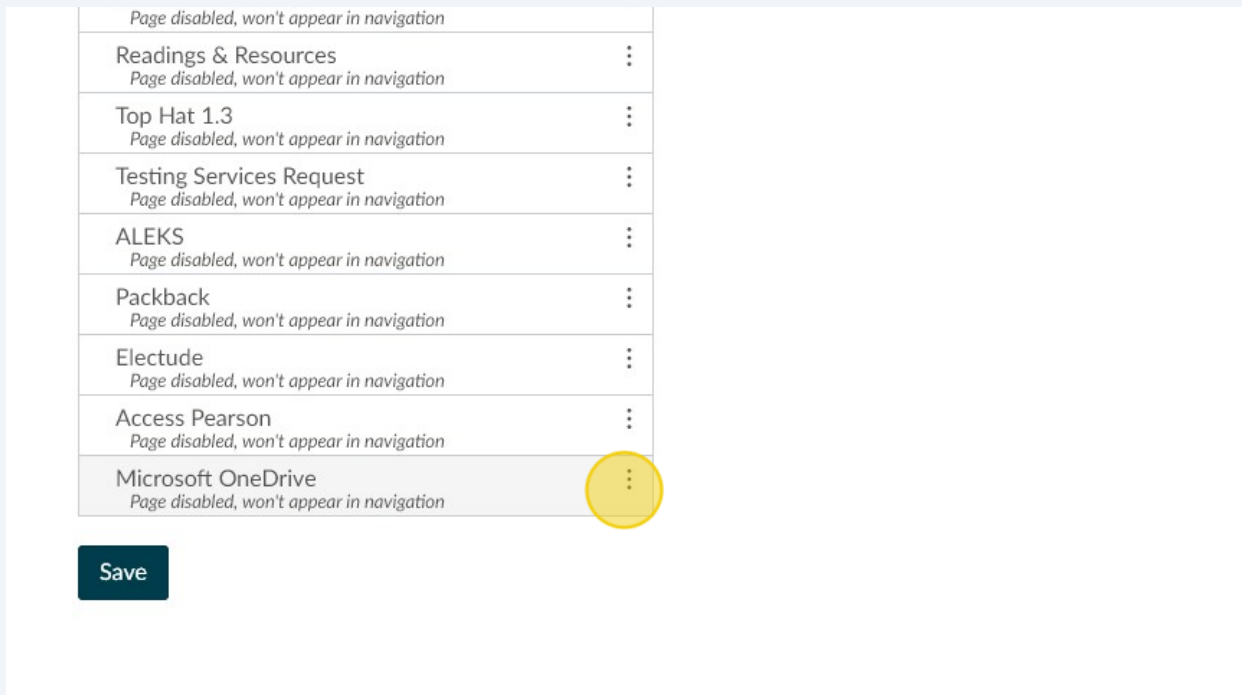 Page disabled, won't appear in navigation
Readings & Resources
Page disabled, won't appear in navigation
Top Hat 1.3
Page disabled, won't appear in navigation
Testing Services Request
Page disabled, won't appear in navigation
ALEKS
Page disabled, won't appear in navigation
Packback
Page disabled, won't appear in navigation
Electude
Page disabled, won't appear in navigation
Access Pearson
Page disabled, won't appear in navigation
Microsoft OneDrive
Page disabled, won't appear in navigation
Save